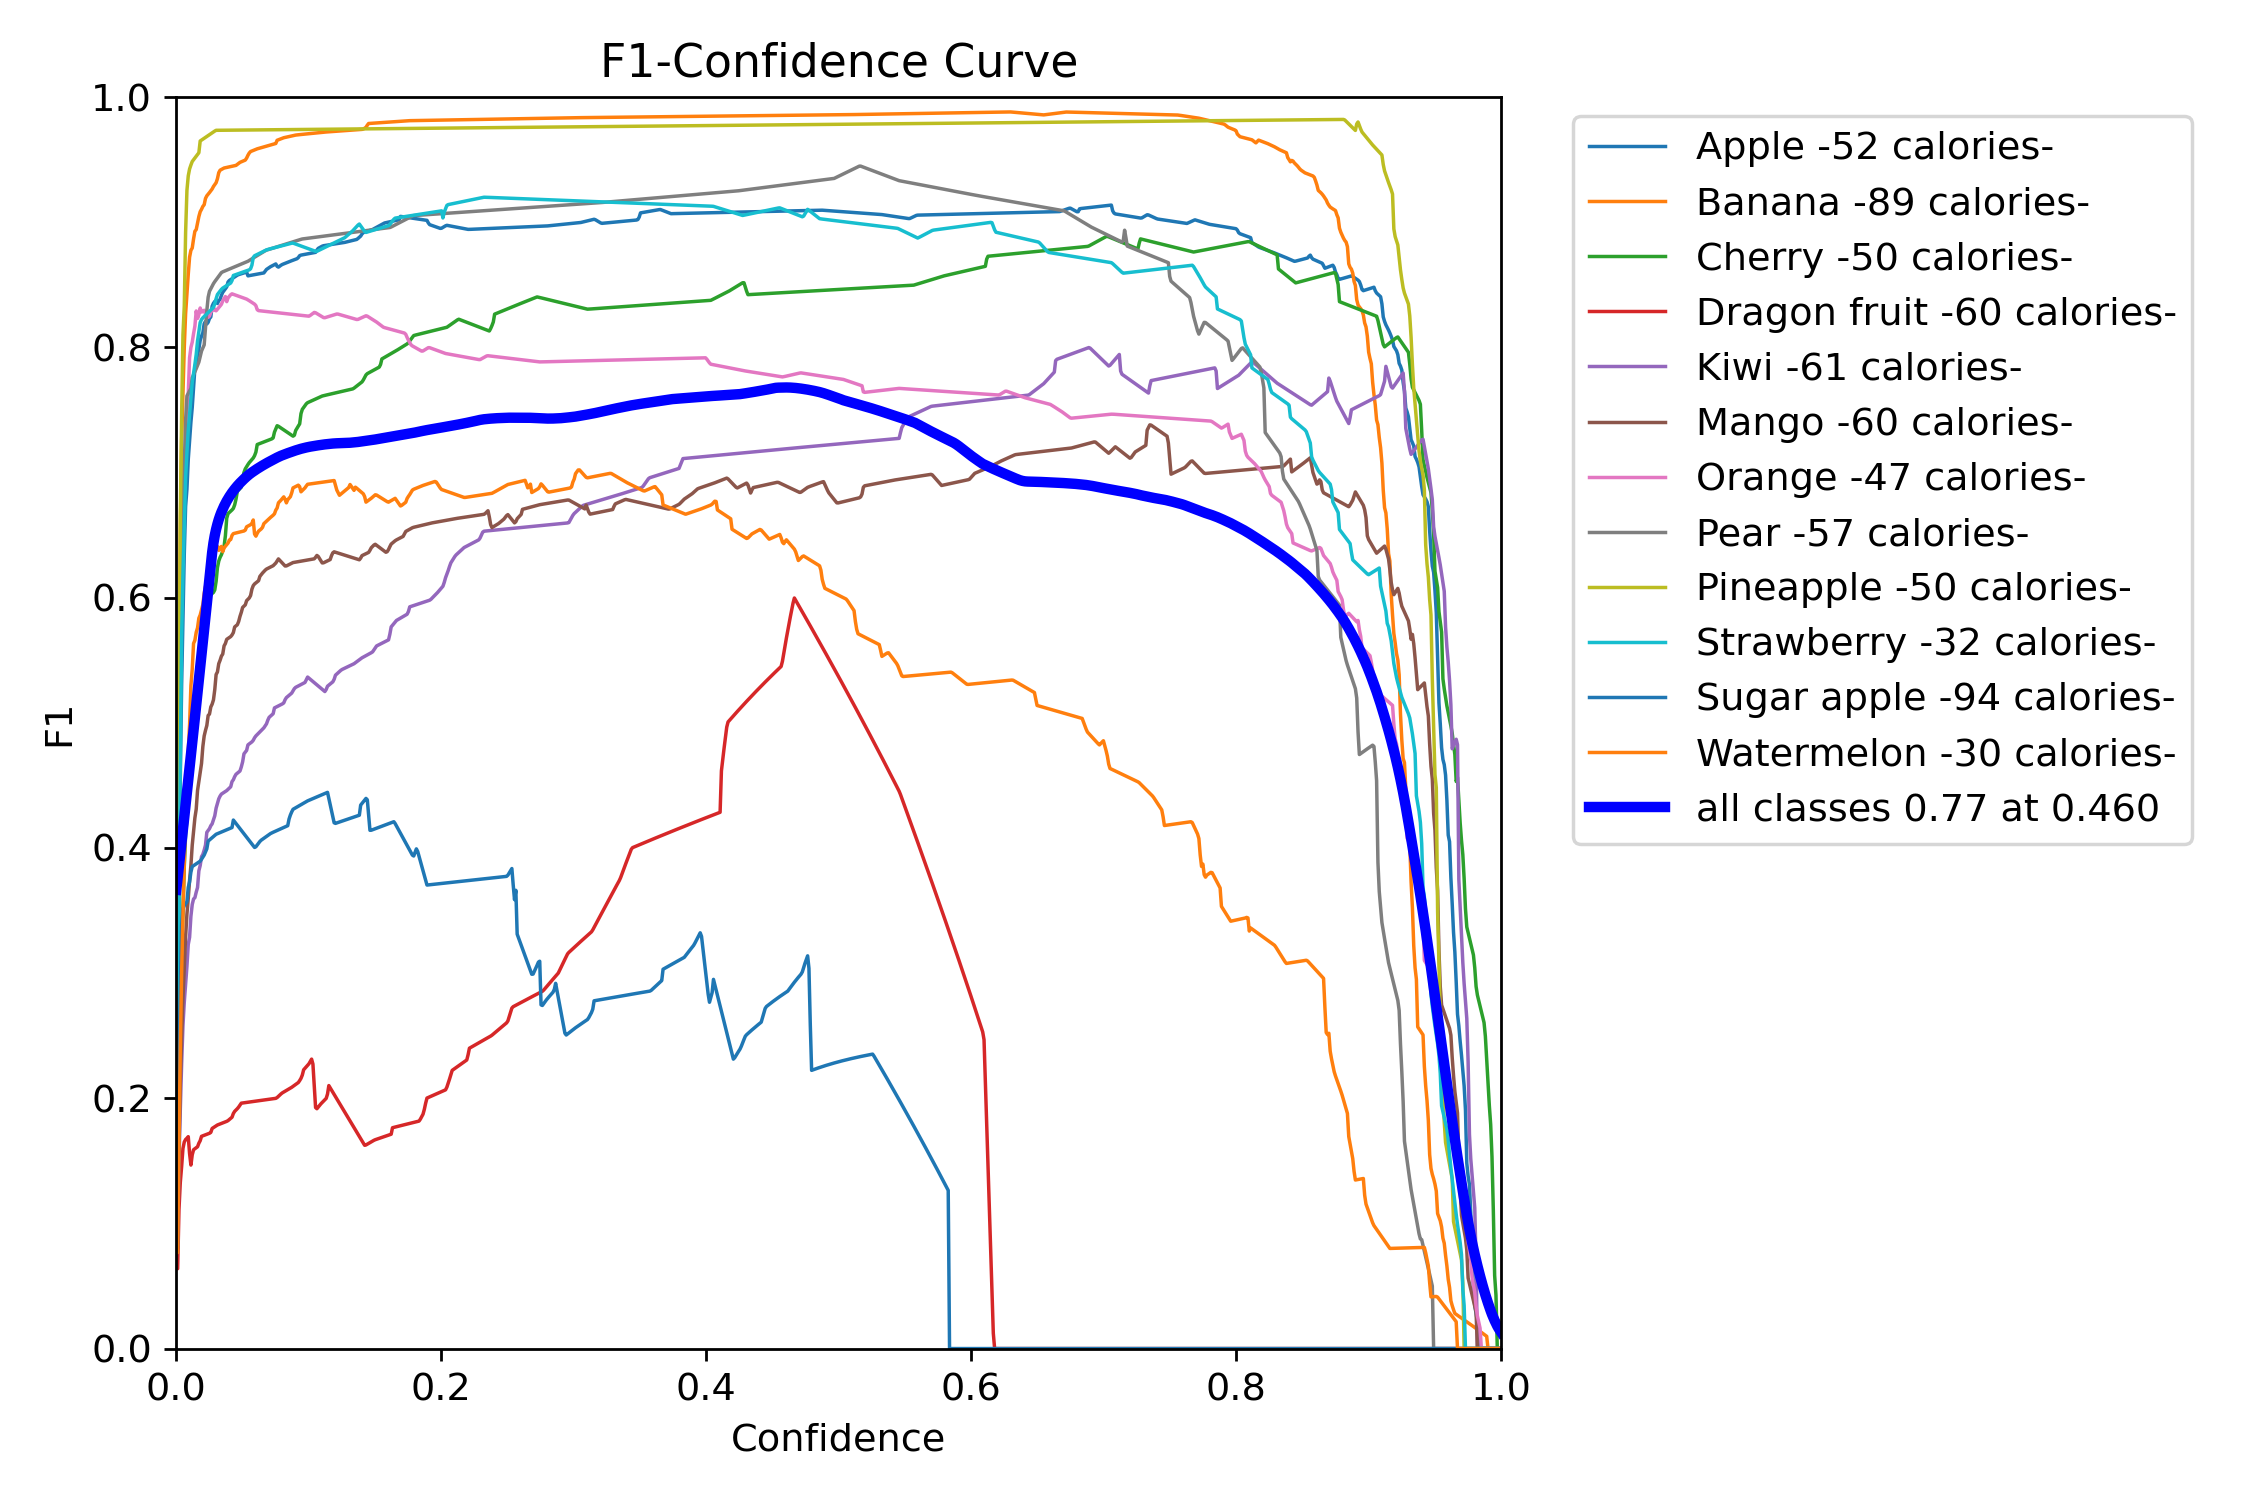 F1-Confidence Curve
1.0
0.8
0.6
0.4
0.2
0.0
F1
0.0 0.2 0.4 0.6 0.8 1.0
Confidence
Apple -52 calories-
Banana -89 calories-
Cherry -50 calories-
Dragon fruit -60 calories-
Kiwi -61 calories-
Mango -60 calories-
Orange -47 calories-
Pear -57 calories-
Pineapple -50 calories-
Strawberry -32 calories-
Sugar apple -94 calories-
Watermelon -30 calories-
all classes 0.77 at 0.460